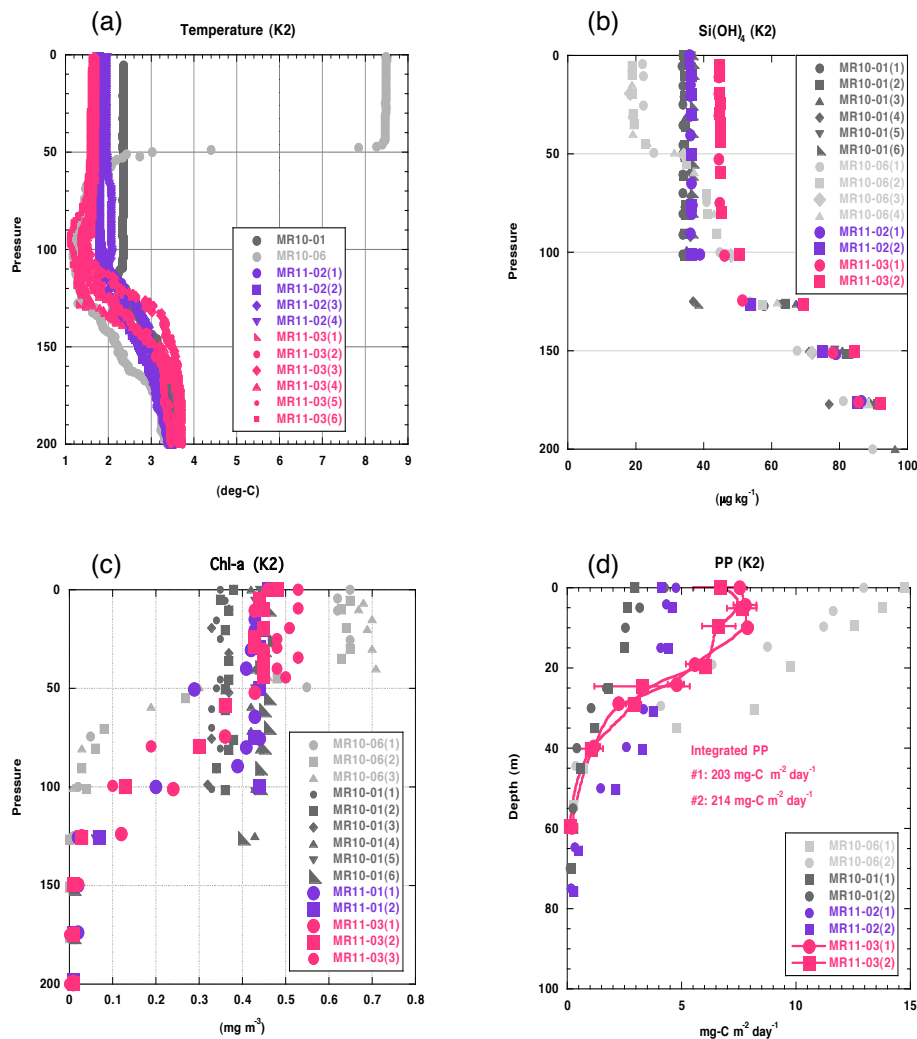 (a)
Temperature (K2)
0
50
100
150
200
Pressure
1 2 3 4 5 6 7 8 9
(deg-C)
MR10-01
MR10-06
MR11-02(1)
MR11-02(2)
MR11-02(3)
MR11-02(4)
MR11-03(1)
MR11-03(2)
MR11-03(3)
MR11-03(4)
MR11-03(5)
MR11-03(6)
(b)
Si(OH)4 (K2)
0
50
100
150
200
Pressure
0 20 40 60 80 100
(µg kg-1)
MR10-01(1)
MR10-01(2)
MR10-01(3)
MR10-01(4)
MR10-01(5)
MR10-01(6)
MR10-06(1)
MR10-06(2)
MR10-06(3)
MR10-06(4)
MR11-02(1)
MR11-02(2)
MR11-03(1)
MR11-03(2)
(c)
Chl-a (K2)
0
50
100
150
200
Pressure
0 0.1 0.2 0.3 0.4 0.5 0.6 0.7 0.8
(mg m-3)
MR10-06(1)
MR10-06(2)
MR10-06(3)
MR10-01(1)
MR10-01(2)
MR10-01(3)
MR10-01(4)
MR10-01(5)
MR10-01(6)
MR11-01(1)
MR11-01(2)
MR11-03(1)
MR11-03(2)
MR11-03(3)
(d)
PP (K2)
0
20
40
60
80
100
Depth (m)
0 5 10 15
mg-C m-2 day-1
Integrated PP
#1: 203 mg-C m-2 day-1
#2: 214 mg-C m-2 day-1
MR10-06(1)
MR10-06(2)
MR10-01(1)
MR10-01(2)
MR11-02(1)
MR11-02(2)
MR11-03(1)
MR11-03(2)